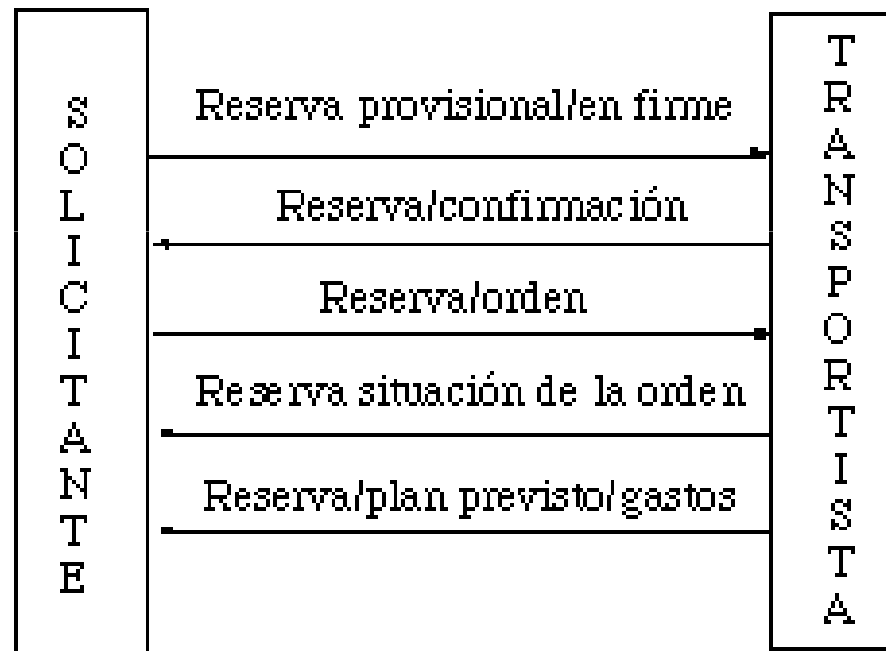 SOLICITANTE
Reserva provisional/en firme
Reserva/confirmación
Reserva/orden
Reserva situación de la orden
Reserva/plan previsto/gastos
TRANSPORTISTA